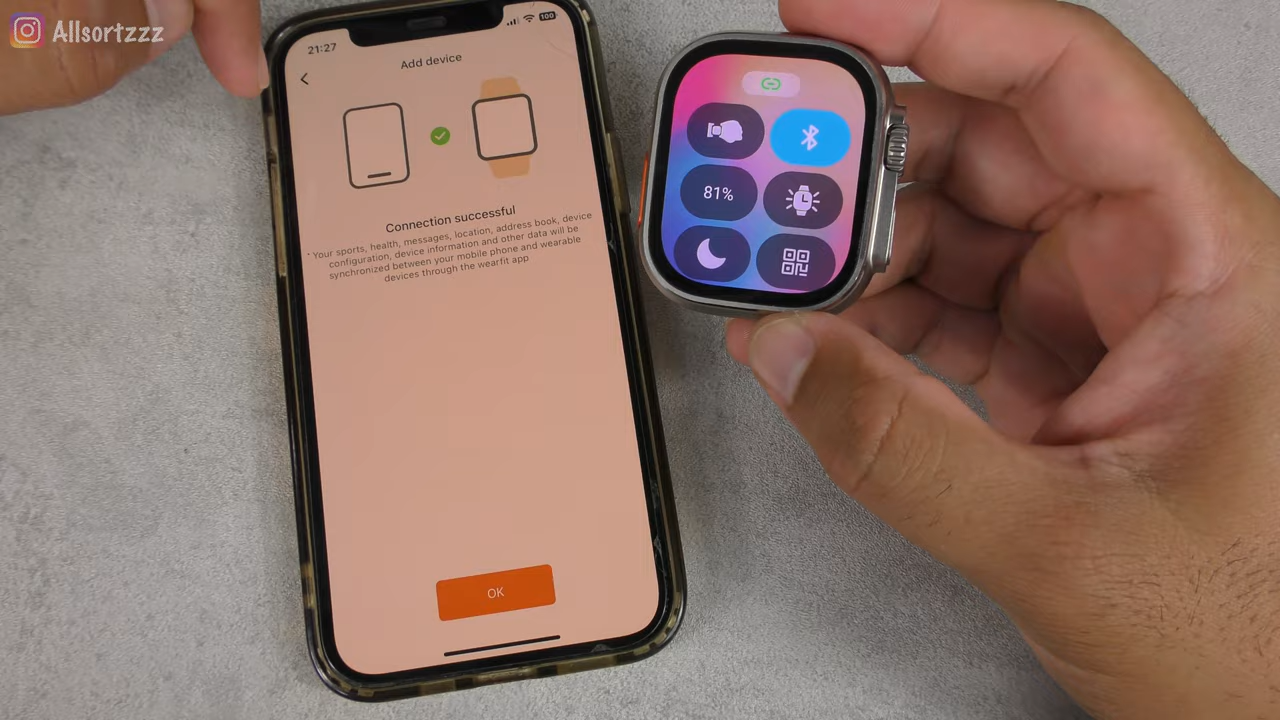 Allsortzzz
21:27
100
Add device
Connection successful
* Your sports, health, messages, location, address book, device
configuration, device information and other data will be
synchronized between your mobile phone and wearable
devices through the wearfit app
OK
81%